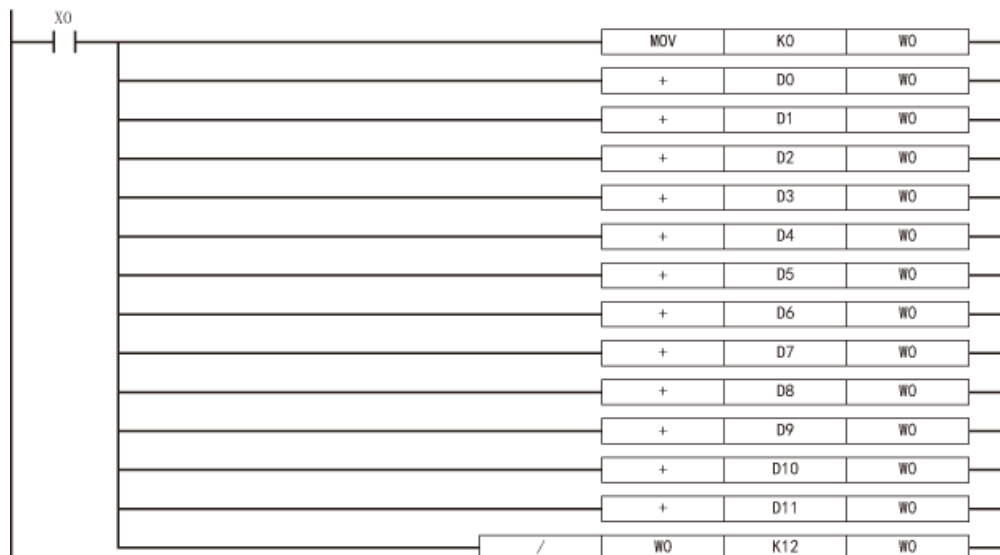 X0
MOV K0 W0
+ D0 W0
+ D1 W0
+ D2 W0
+ D3 W0
+ D4 W0
+ D5 W0
+ D6 W0
+ D7 W0
+ D8 W0
+ D9 W0
+ D10 W0
+ D11 W0
/ W0 K12 W0